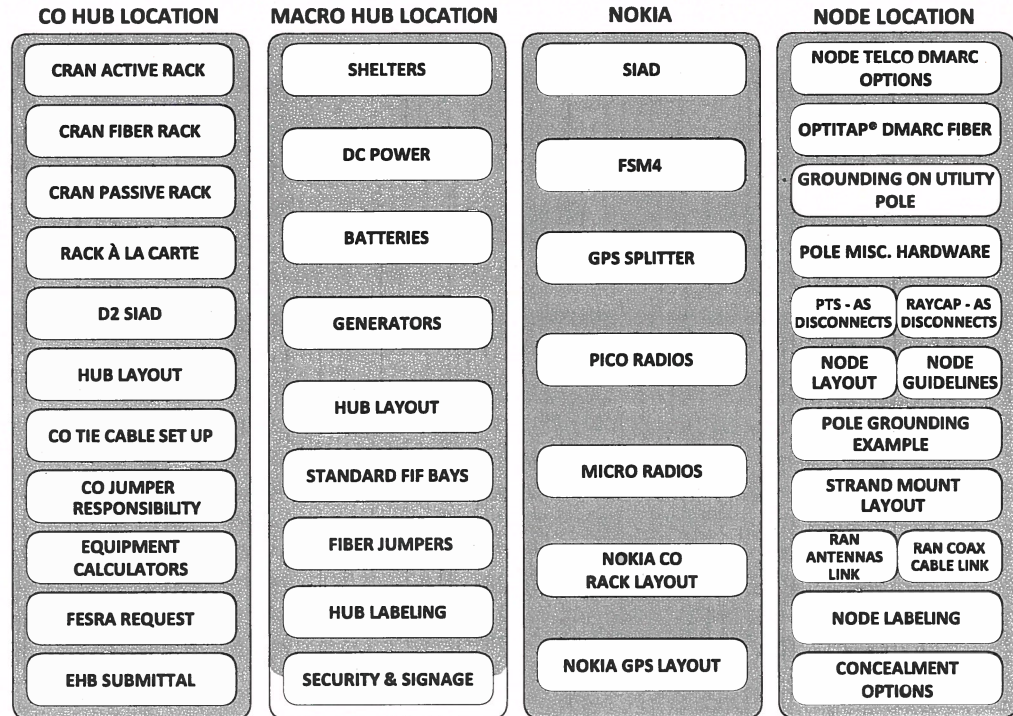 CO HUB LOCATION
CRAN ACTIVE RACK
CRAN FIBER RACK
CRAN PASSIVE RACK
RACK À LA CARTE
D2 SIAD
HUB LAYOUT
CO TIE CABLE SET UP
CO JUMPER
RESPONSIBILITY
EQUIPMENT
CALCULATORS
FESRA REQUEST
EHB SUBMITTAL
MACRO HUB LOCATION
SHELTERS
DC POWER
BATTERIES
GENERATORS
HUB LAYOUT
STANDARD FIF BAYS
FIBER JUMPERS
HUB LABELING
SECURITY & SIGNAGE
NOKIA
SIAD
FSM4
GPS SPLITTER
PICO RADIOS
MICRO RADIOS
NOKIA CO
RACK LAYOUT
NOKIA GPS LAYOUT
NODE LOCATION
NODE TELCO DMARC
OPTIONS
OPTITAP® DMARC FIBER
GROUNDING ON UTILITY
POLE
POLE MISC. HARDWARE
PTS - AS
DISCONNECTS
RAYCAP - AS
DISCONNECTS
NODE
LAYOUT
NODE
GUIDELINES
POLE GROUNDING
EXAMPLE
STRAND MOUNT
LAYOUT
RAN
ANTENNAS
LINK
RAN COAX
CABLE LINK
NODE LABELING
CONCEALMENT
OPTIONS